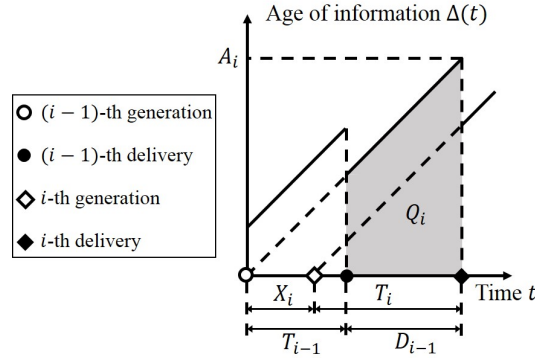 Age of information Δ(t)
A_i
(i − 1)-th generation
(i − 1)-th delivery
i-th generation
i-th delivery
Q_i
X_i
T_i
Time t
T_{i−1}
D_{i−1}